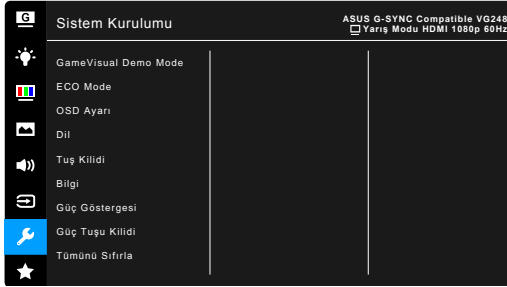 G
Sistem Kurulumu
ASUS G-SYNC Compatible VG248
Yarış Modu HDMI 1080p 60Hz
GameVisual Demo Mode
ECO Mode
OSD Ayarı
Dil
Tuş Kilidi
Bilgi
Güç Göstergesi
Güç Tuşu Kilidi
Tümünü Sıfırla